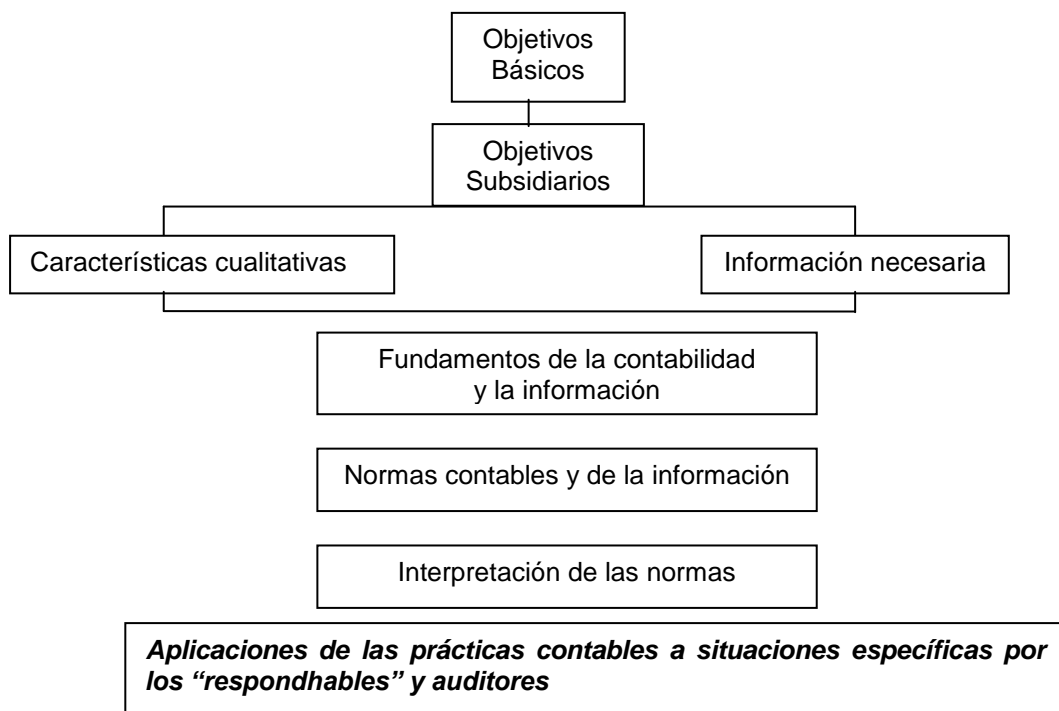 Objetivos
Básicos
Objetivos
Subsidiarios
Características cualitativas
Información necesaria
Fundamentos de la contabilidad
y la información
Normas contables y de la información
Interpretación de las normas
Aplicaciones de las prácticas contables a situaciones específicas por
los “respondhables” y auditores